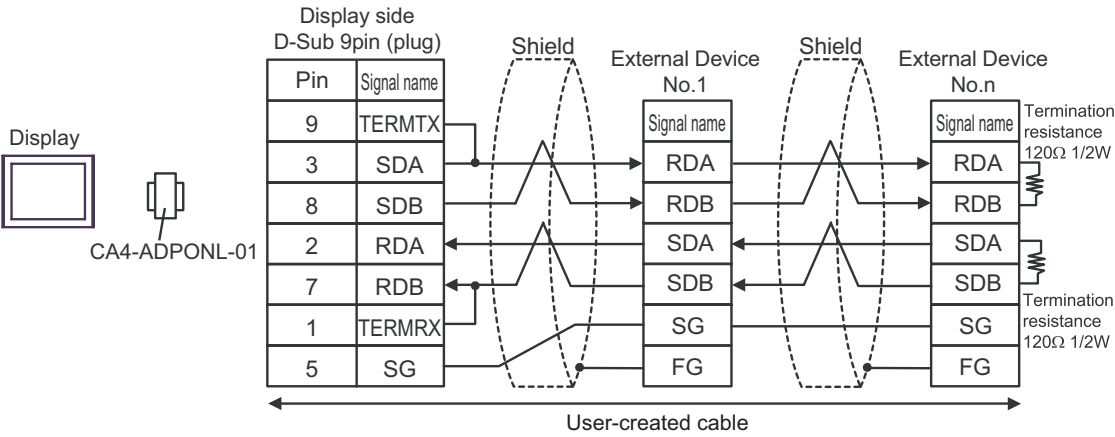 Display side
D-Sub 9pin (plug)
Shield
External Device
No.1
Shield
External Device
No.n
Pin
Signal name
Signal name
Signal name
Termination
resistance
120Ω 1/2W
Display
CA4-ADPONL-01
9
TERMTX
3
SDA
RDA
RDA
8
SDB
RDB
RDB
2
RDA
SDA
SDA
7
RDB
SDB
SDB
1
TERMRX
SG
SG
5
SG
FG
FG
Termination
resistance
120Ω 1/2W
User-created cable